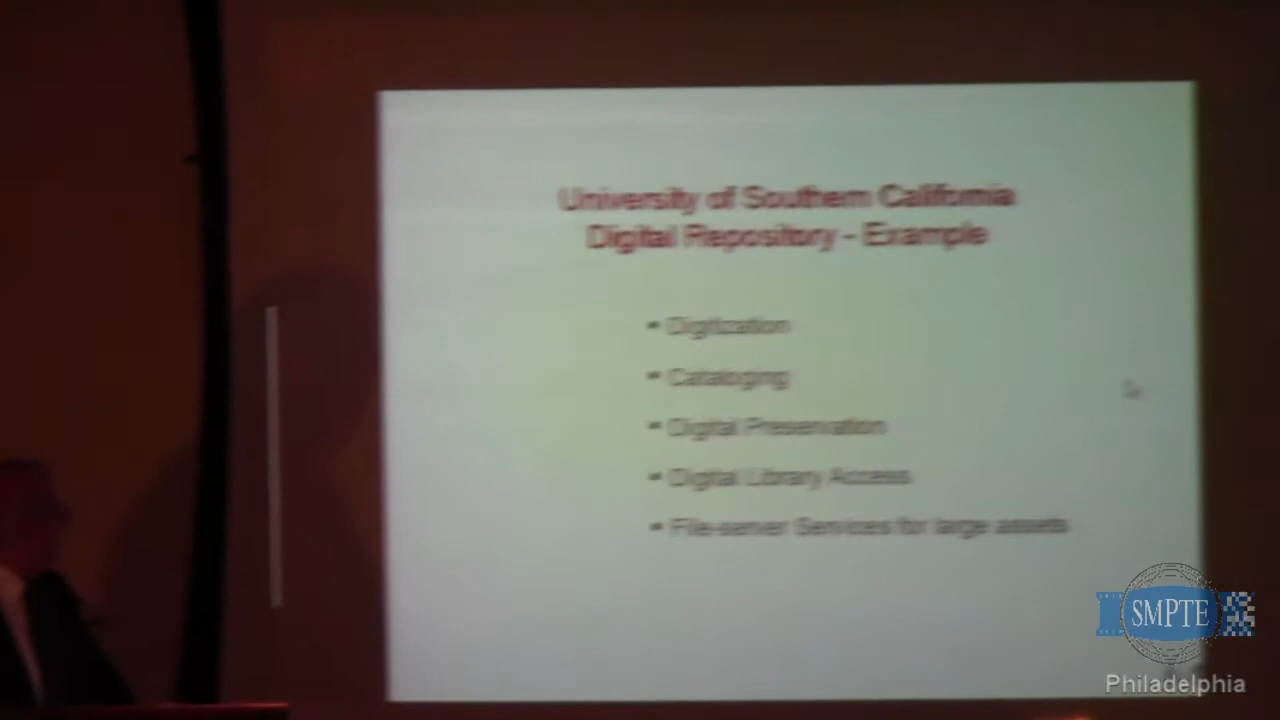 University of Southern California
Digital Repository - Example
• Digitization
• Cataloging
• Digital Preservation
• Digital Library Access
• File-server Services for large assets
SMPTE
Philadelphia